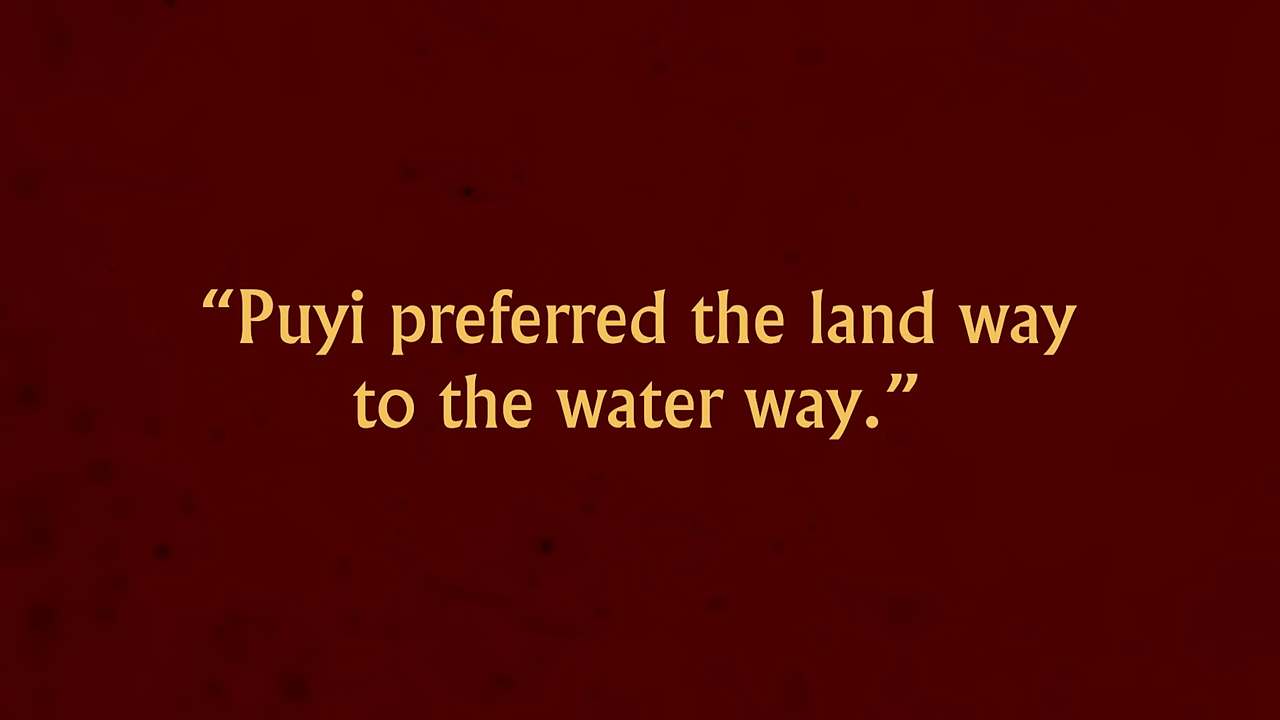 “Puyi preferred the land way
to the water way.”